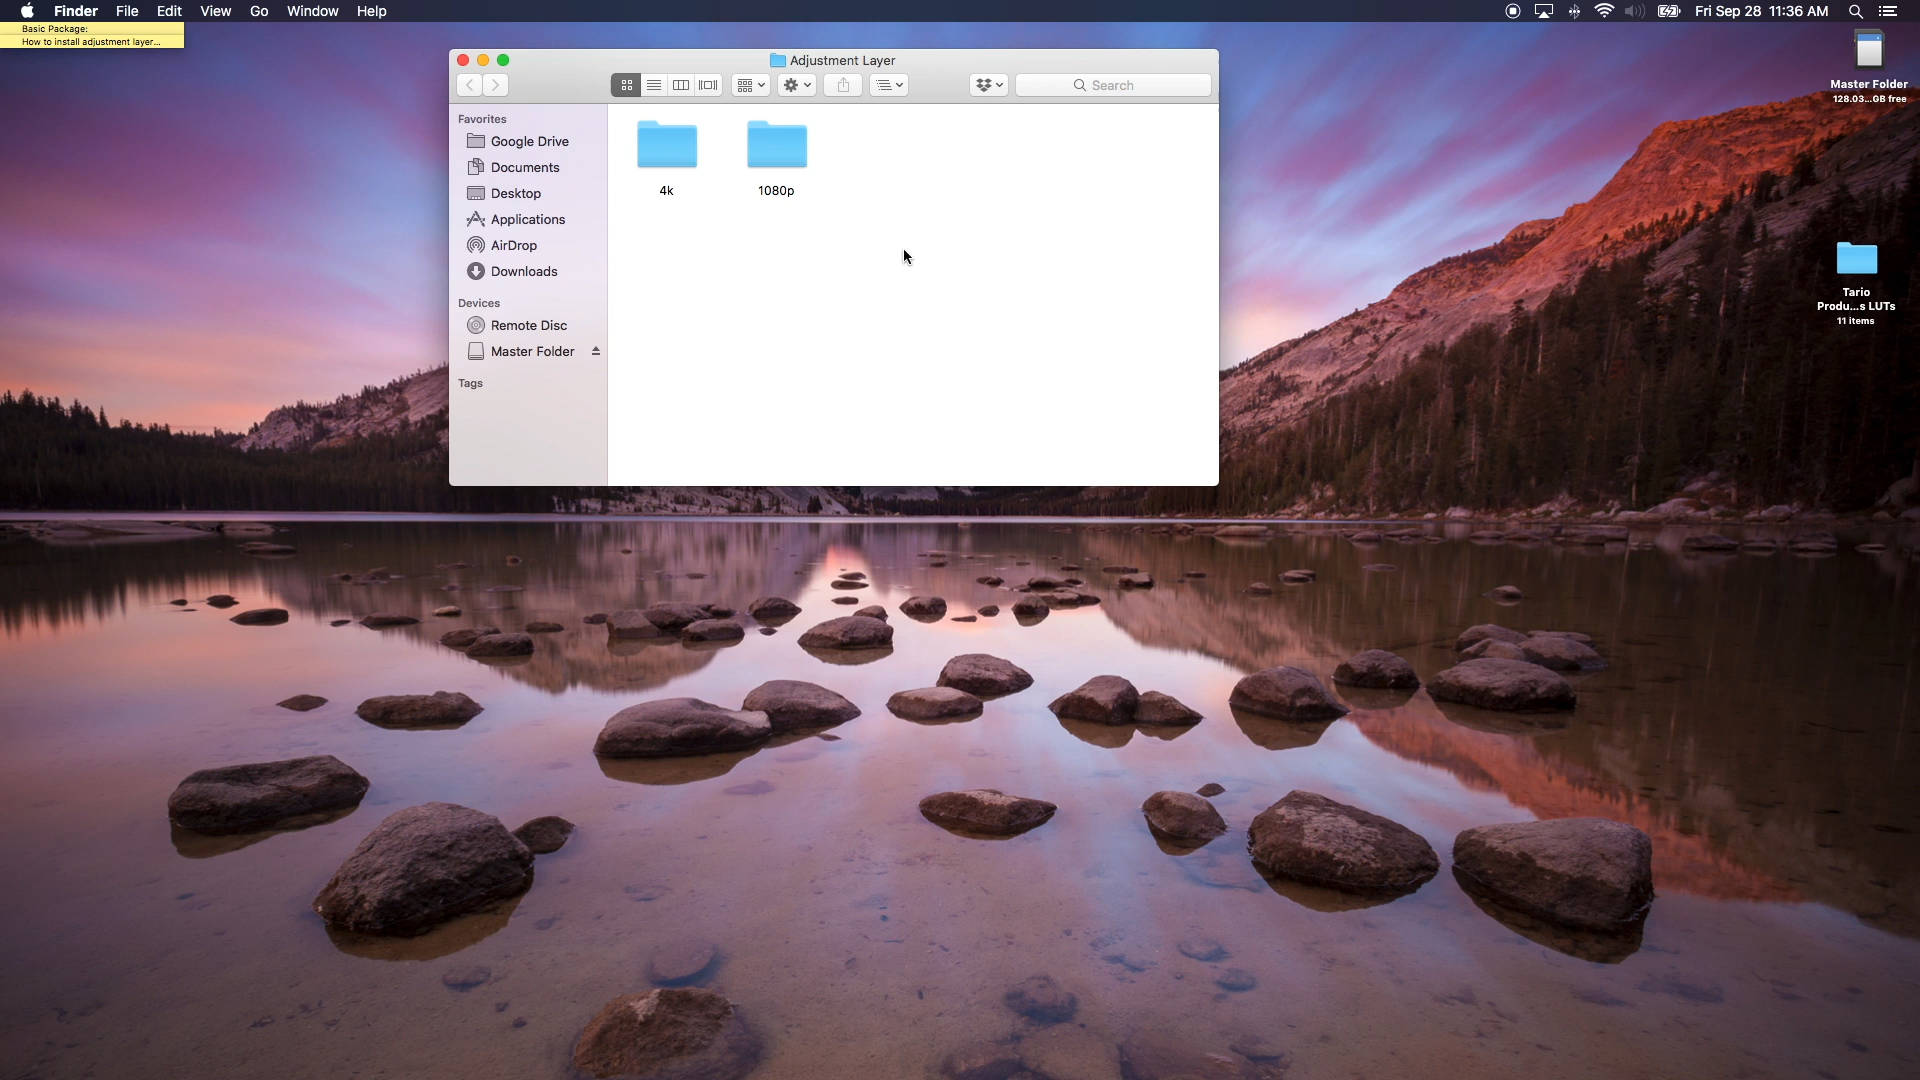 Finder File Edit View Go Window Help
Fri Sep 28 11:36 AM
Basic Package:
How to install adjustment layer...
Adjustment Layer
Search
Favorites
Google Drive
Documents
Desktop
Applications
AirDrop
Downloads
Devices
Remote Disc
Master Folder
Tags
4k
1080p
Master Folder
128.03...GB free
Tario
Produ...s LUTs
11 items